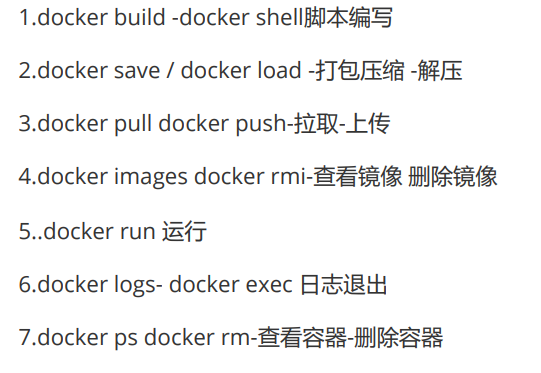 1.docker build -docker shell脚本编写
2.docker save / docker load -打包压缩 -解压
3.docker pull docker push-拉取-上传
4.docker images docker rmi-查看镜像 删除镜像
5..docker run 运行
6.docker logs- docker exec 日志退出
7.docker ps docker rm-查看容器-删除容器